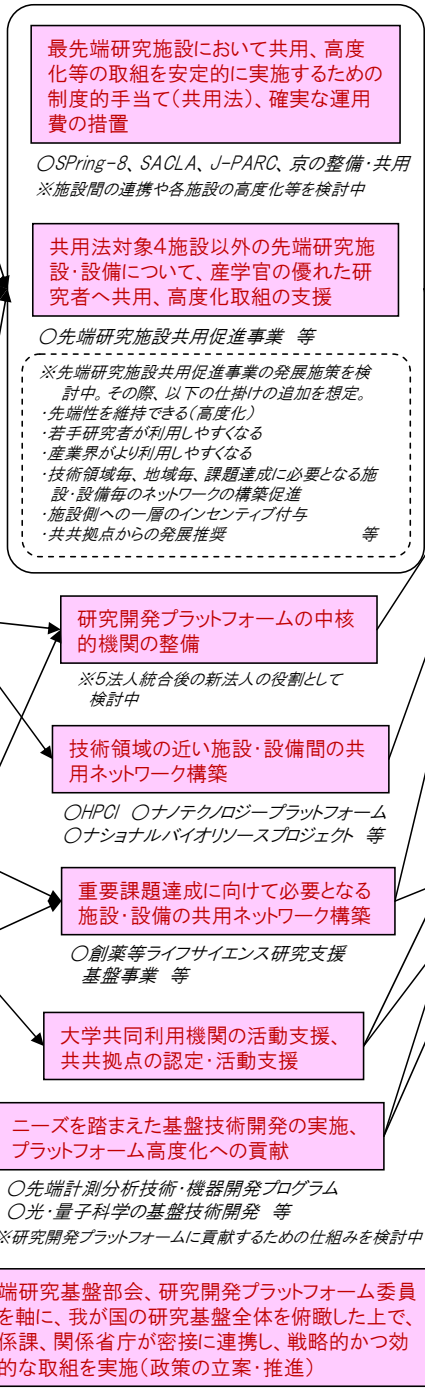 最先端研究施設において共用、高度
化等の取組を安定的に実施するための
制度的手当て(共用法)、確実な運用
費の措置
○SPring-8、SACLA、J-PARC、京の整備・共用
※施設間の連携や各施設の高度化等を検討中
共用法対象4施設以外の先端研究施
設・設備について、産学官の優れた研
究者へ共用、高度化取組の支援
○先端研究施設共用促進事業 等
※先端研究施設共用促進事業の発展施策を検
討中。その際、以下の仕掛けの追加を想定。
・先端性を維持できる(高度化)
・若手研究者が利用しやすくなる
・産業界がより利用しやすくなる
・技術領域毎、地域毎、課題達成に必要となる施
設・設備毎のネットワークの構築促進
・施設側への一層のインセンティブ付与
・共共拠点からの発展推奨 等
研究開発プラットフォームの中核
的機関の整備
※5法人統合後の新法人の役割として
検討中
技術領域の近い施設・設備間の共
用ネットワーク構築
○HPCI ○ナノテクノロジープラットフォーム
○ナショナルバイオリソースプロジェクト 等
重要課題達成に向けて必要となる
施設・設備の共用ネットワーク構築
○創薬等ライフサイエンス研究支援
基盤事業 等
大学共同利用機関の活動支援、
共共拠点の認定・活動支援
ニーズを踏まえた基盤技術開発の実施、
プラットフォーム高度化への貢献
○先端計測分析技術・機器開発プログラム
○光・量子科学の基盤技術開発 等
※研究開発プラットフォームに貢献するための仕組みを検討中
端研究基盤部会、研究開発プラットフォーム委員
を軸に、我が国の研究基盤全体を俯瞰した上で、
係課、関係省庁が密接に連携し、戦略的かつ効
的な取組を実施(政策の立案・推進)